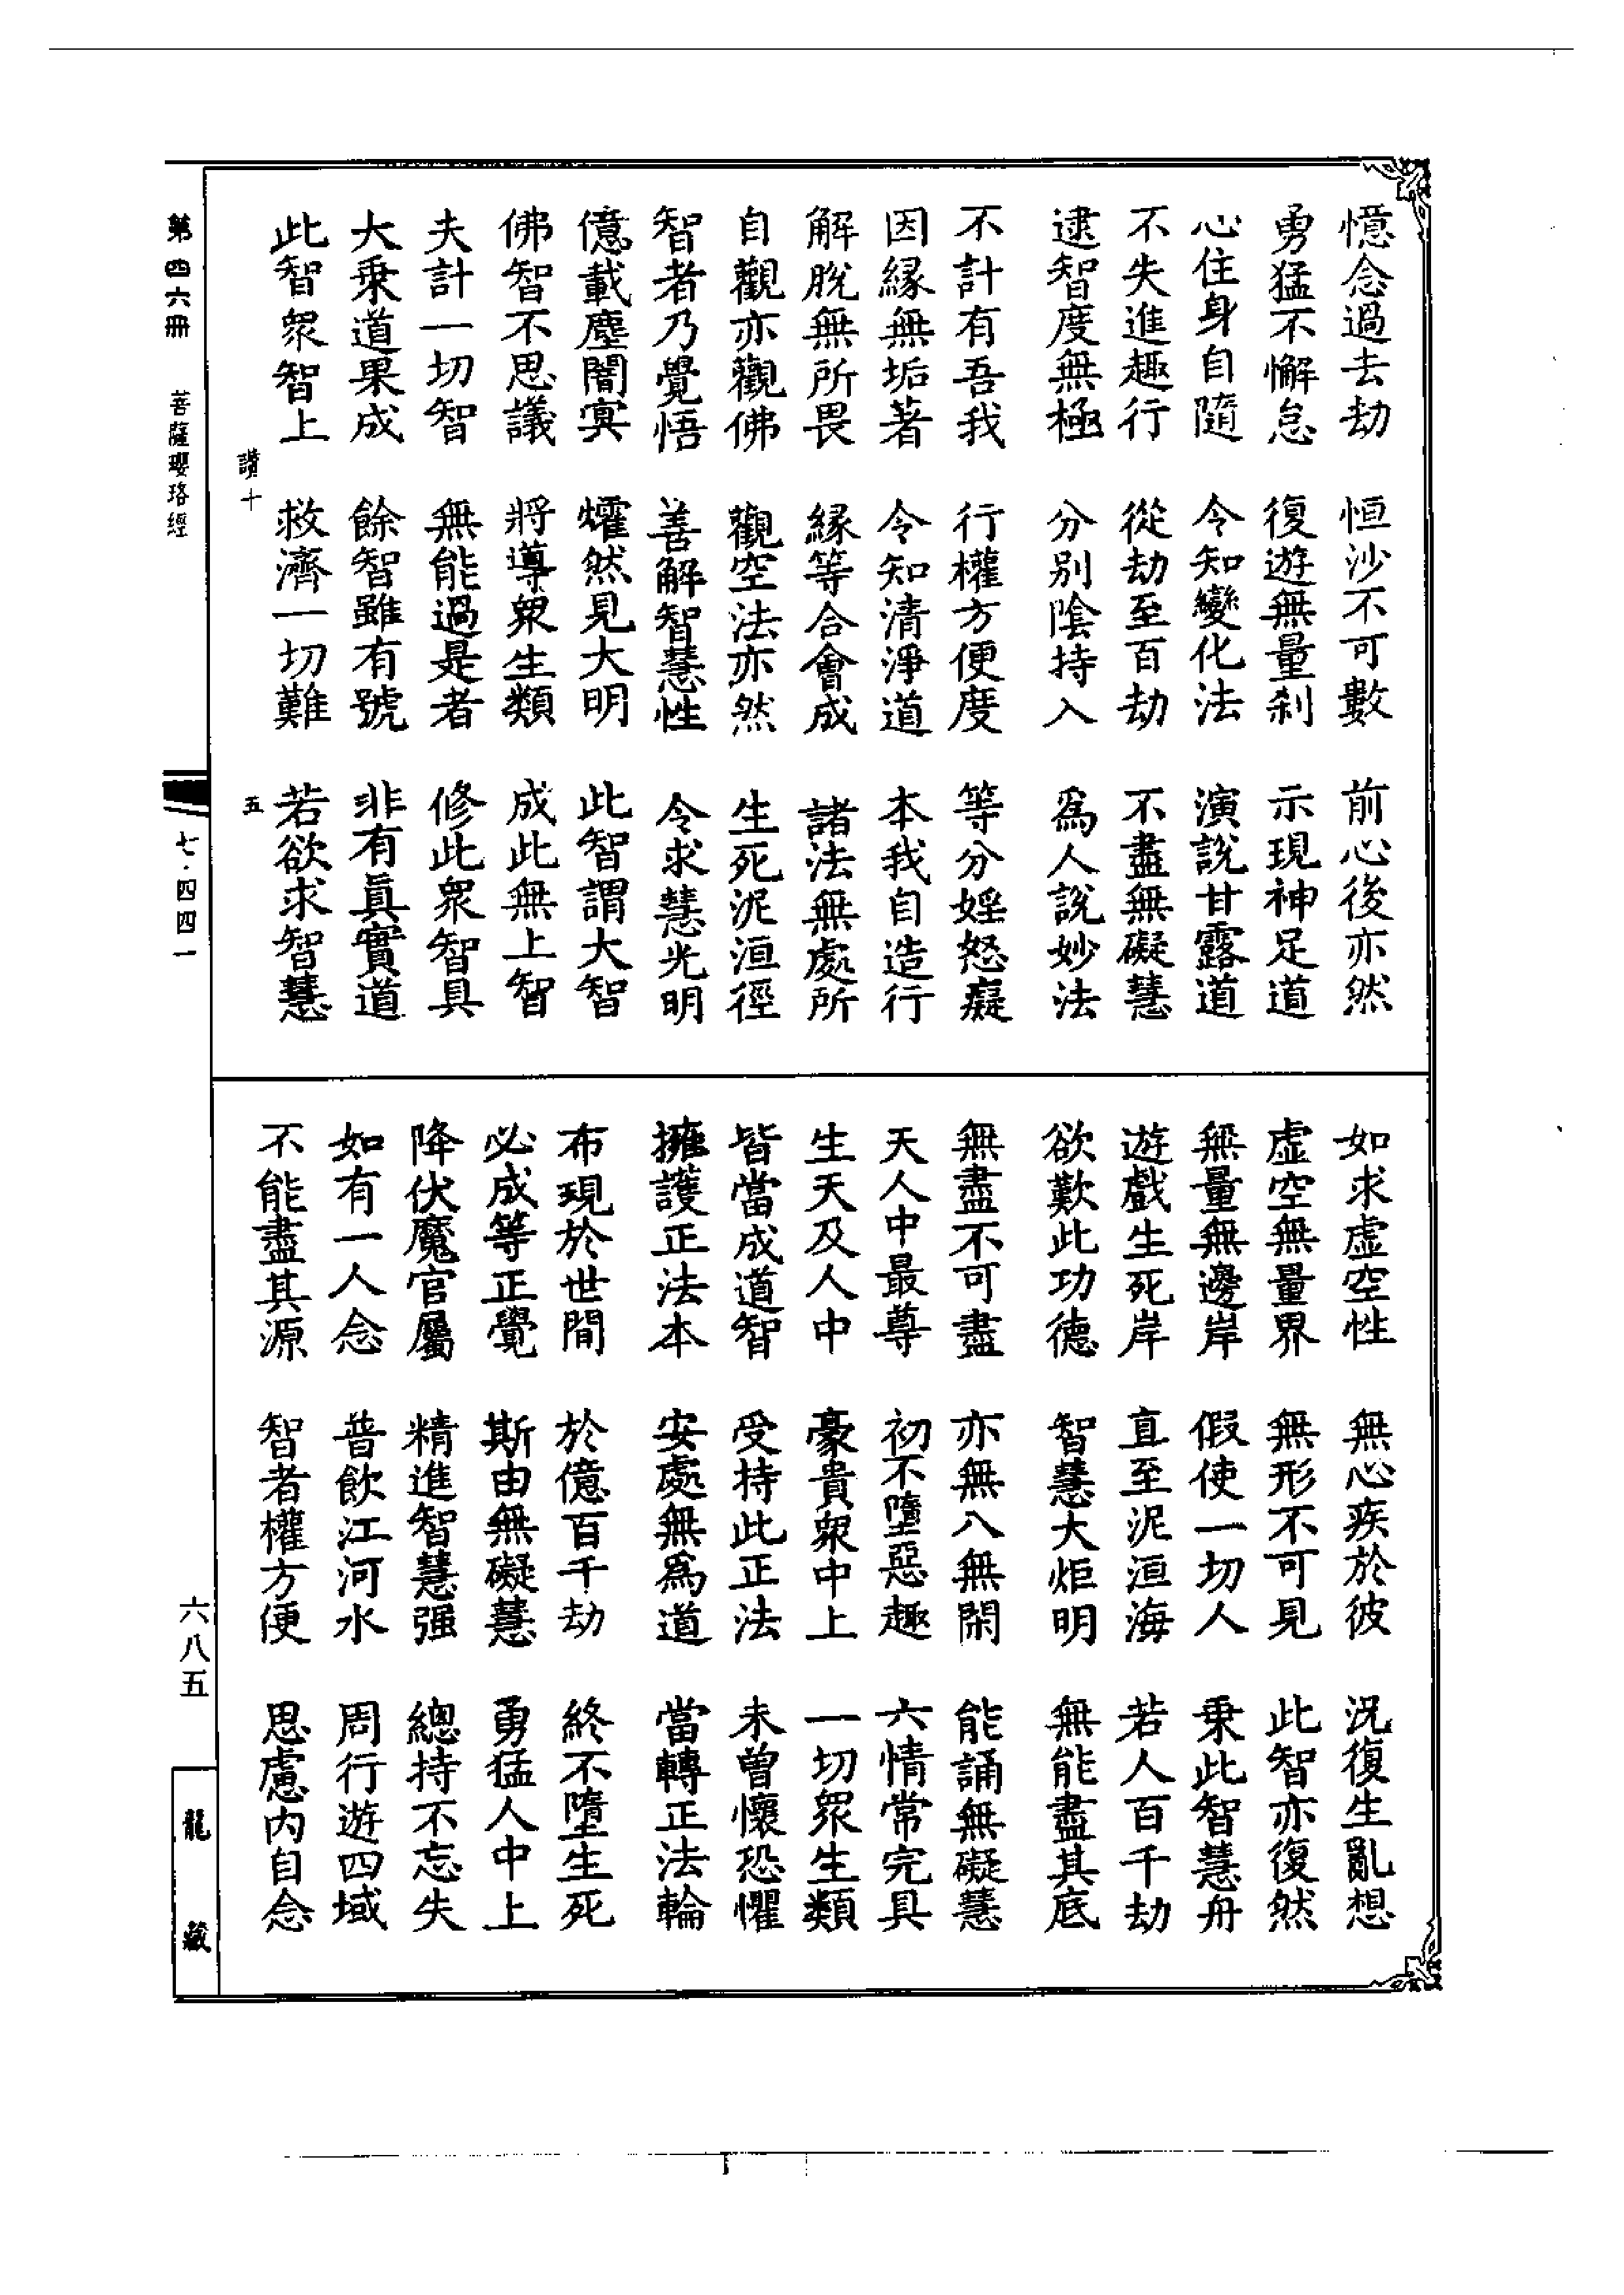 憶念過去劫　恒沙不可數　前心後亦然
勇猛不懈怠　復遊無量刹　示現神足道
心住身自隨　令知變化法　演說甘露道
不失進趣行　從劫至百劫　不盡無礙慧
逮智度無極　分别陰持入　爲人說妙法
不計有吾我　行權方便度　等分婬怒癡
因緣無垢著　令知清淨道　本我自造行
解脫無所畏　緣等合會成　諸法無處所
自觀亦觀佛　觀空法亦然　生死泥洹徑
智者乃覺悟　善解智慧性　令求慧光明
億載塵闇冥　燿然見大明　此智謂大智
佛智不思議　將導衆生類　成此無上智
夫計一切智　無能過是者　修此衆智具
大乗道果成　餘智雖有號　非有眞實道
此智衆智上　救濟一切難　若欲求智慧
讚十　五
如求虛空性　無心疾於彼　況復生亂想
虛空無量界　無形不可見　此智亦復然
無量無邊岸　假使一切人　乗此智慧舟
遊戲生死岸　直至泥洹海　若人百千劫
欲歎此功德　智慧大炬明　無能盡其底
無盡不可盡　亦無八無閑　能誦無礙慧
天人中最尊　初不墮惡趣　六情常完具
生天及人中　豪貴衆中上　一切衆生類
皆當成道智　受持此正法　未曾懷恐懼
擁護正法本　安處無爲道　當轉正法輪
布現於世間　於億百千劫　終不墮生死
必成等正覺　斯由無礙慧　勇猛人中上
降伏魔官屬　精進智慧强　總持不忘失
如有一人念　普飲江河水　周行遊四域
不能盡其源　智者權方便　思慮内自念
第四六冊　菩薩瓔珞經
七·四四一
六八五
龍藏